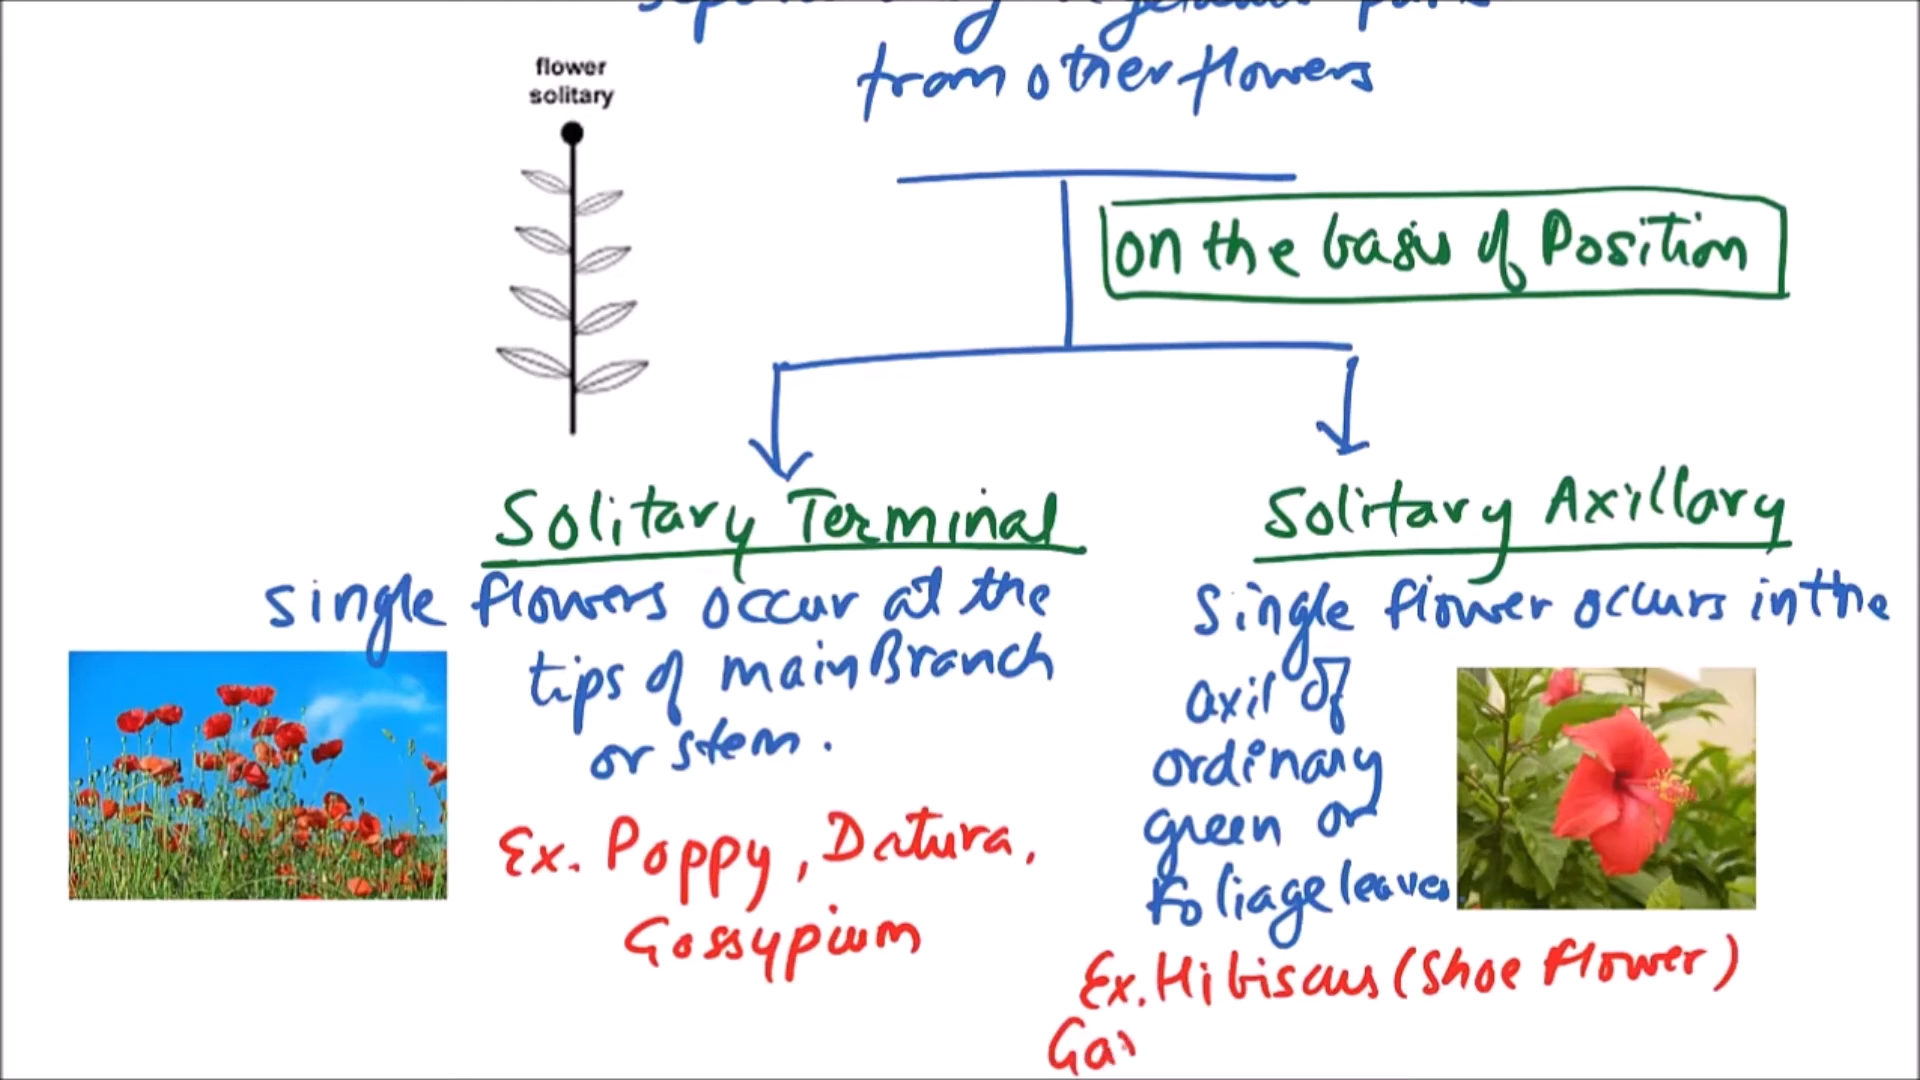 from other flowers
flower
solitary
on the basis of Position
Solitary Terminal
Solitary Axillary
Single flowers occur at the
tips of main Branch
or stem.
Ex. Poppy, Datura,
Gossypium
Single flower occurs in the
axil of
ordinary
green or
foliage leaves
Ex. Hibiscus (Shoe flower)